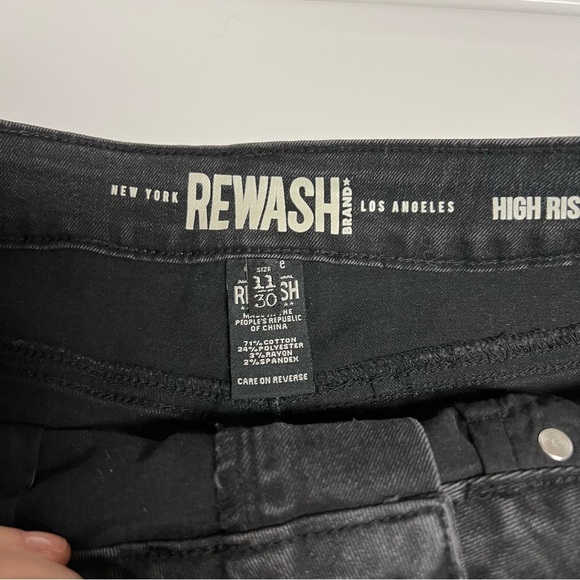 NEW YORK REWASH BRAND★ LOS ANGELES HIGH RIS
SIZE
11
30
PEOPLE'S REPUBLIC
OF CHINA
71% COTTON
24% POLYESTER
3% RAYON
2% SPANDEX
CARE ON REVERSE